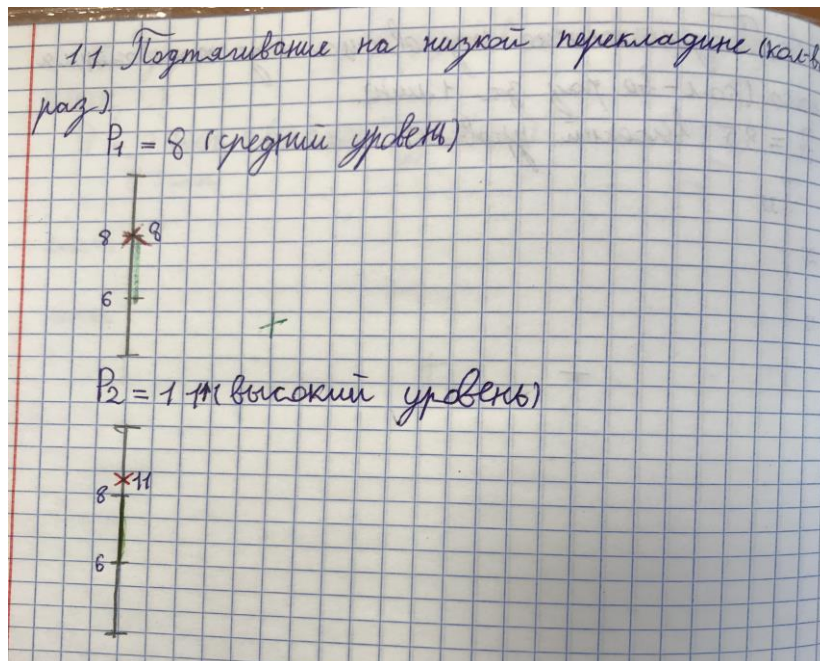 11. Подтягивание на низкой перекладине (кол-во
раз)
P₁ = 8 (средний уровень)
8 8
6
P₂ = 11 (высокий уровень)
11
8
6